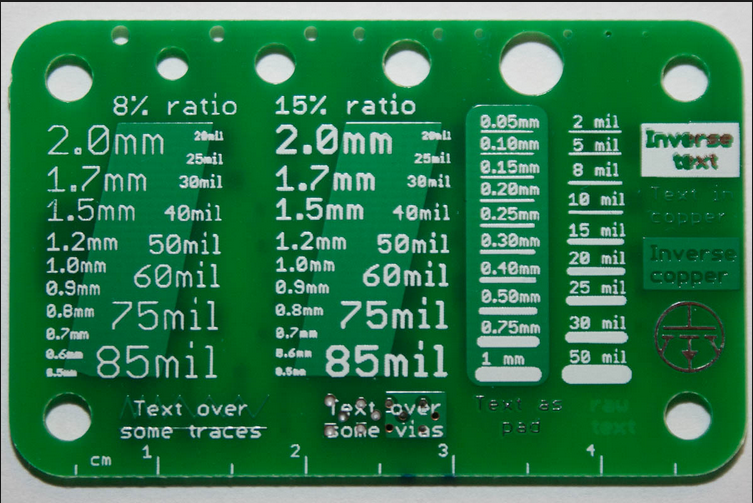 8% ratio
2.0mm
20mil
25mil
1.7mm
30mil
1.5mm
40mil
1.2mm
50mil
1.0mm
0.9mm
60mil
0.8mm
75mil
0.7mm
0.6mm
85mil
0.5mm
15% ratio
2.0mm
20mil
25mil
1.7mm
30mil
1.5mm
40mil
1.2mm
50mil
1.0mm
0.9mm
60mil
0.8mm
75mil
0.7mm
0.6mm
85mil
0.5mm
0.05mm
0.10mm
0.15mm
0.20mm
0.25mm
0.30mm
0.40mm
0.50mm
0.75mm
1 mm
2 mil
5 mil
8 mil
10 mil
15 mil
20 mil
25 mil
30 mil
50 mil
Inverse
text
Text in
copper
Inverse
copper
Text over
some traces
Text over
some vias
Text as
pad
raw
text
cm 1 2 3 4